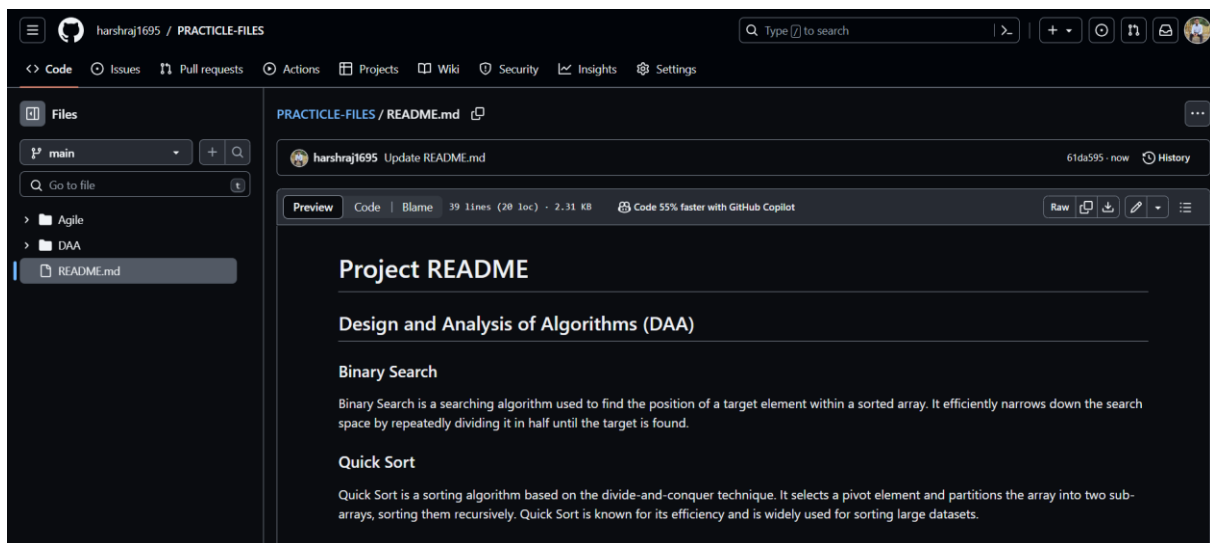 harshraj1695 / PRACTICLE-FILES
Type / to search
Code Issues Pull requests Actions Projects Wiki Security Insights Settings
Files
main
Go to file t
Agile
DAA
README.md
PRACTICLE-FILES / README.md
harshraj1695 Update README.md
61da595 · now History
Preview Code Blame 39 lines (20 loc) · 2.31 KB Code 55% faster with GitHub Copilot
Raw
Project README
Design and Analysis of Algorithms (DAA)
Binary Search
Binary Search is a searching algorithm used to find the position of a target element within a sorted array. It efficiently narrows down the search
space by repeatedly dividing it in half until the target is found.
Quick Sort
Quick Sort is a sorting algorithm based on the divide-and-conquer technique. It selects a pivot element and partitions the array into two sub-
arrays, sorting them recursively. Quick Sort is known for its efficiency and is widely used for sorting large datasets.